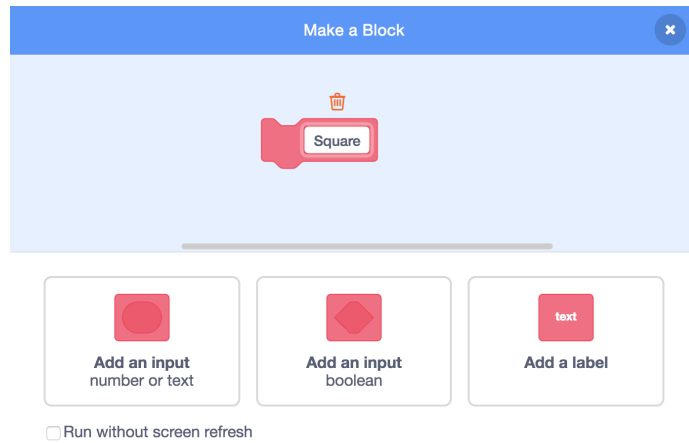 Make a Block
Square
Add an input
number or text
Add an input
boolean
text
Add a label
Run without screen refresh